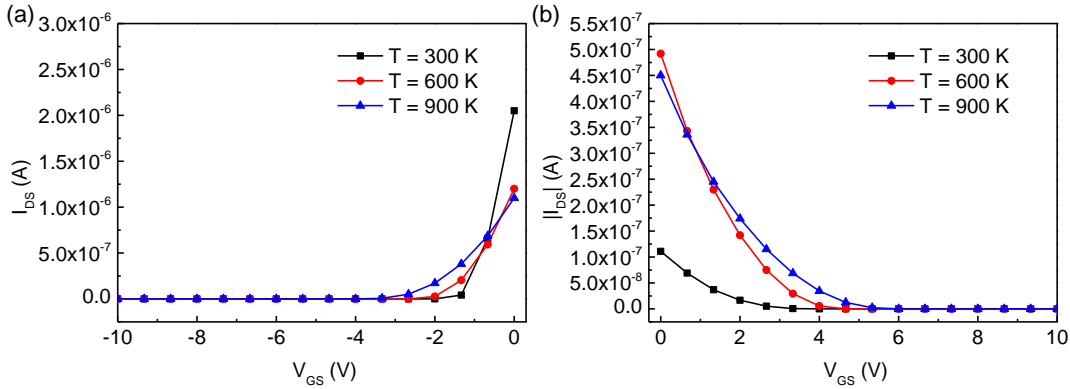 (a)
3.0x10⁻⁶
2.5x10⁻⁶
2.0x10⁻⁶
1.5x10⁻⁶
1.0x10⁻⁶
5.0x10⁻⁷
0.0
I_DS (A)
T = 300 K
T = 600 K
T = 900 K
-10 -8 -6 -4 -2 0
V_GS (V)
(b)
5.5x10⁻⁷
5.0x10⁻⁷
4.5x10⁻⁷
4.0x10⁻⁷
3.5x10⁻⁷
3.0x10⁻⁷
2.5x10⁻⁷
2.0x10⁻⁷
1.5x10⁻⁷
1.0x10⁻⁷
5.0x10⁻⁸
0.0
|I_DS| (A)
T = 300 K
T = 600 K
T = 900 K
0 2 4 6 8 10
V_GS (V)